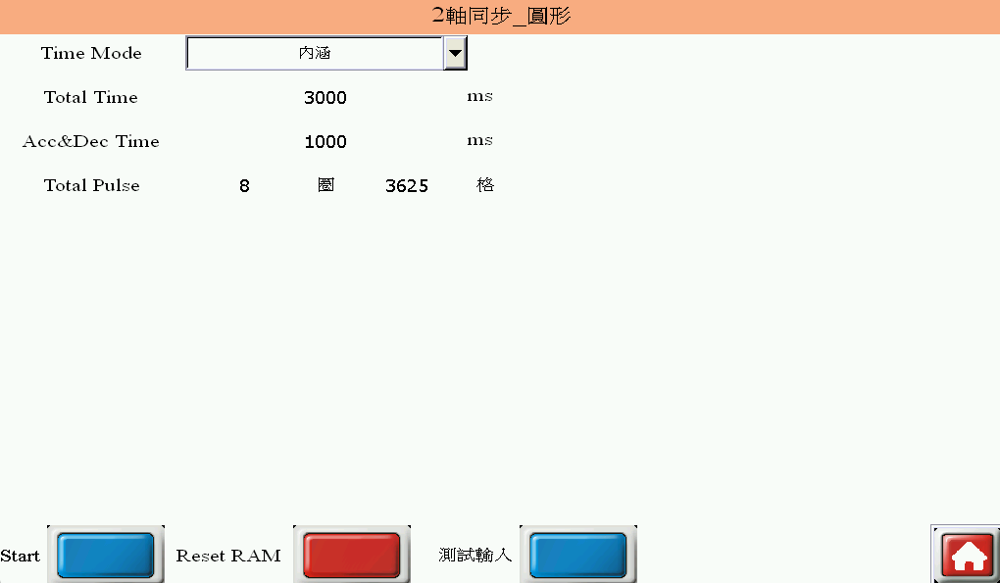 2軸同步_圓形
Time Mode 內涵
Total Time 3000 ms
Acc&Dec Time 1000 ms
Total Pulse 8 圈 3625 格
Start Reset RAM 測試輸入